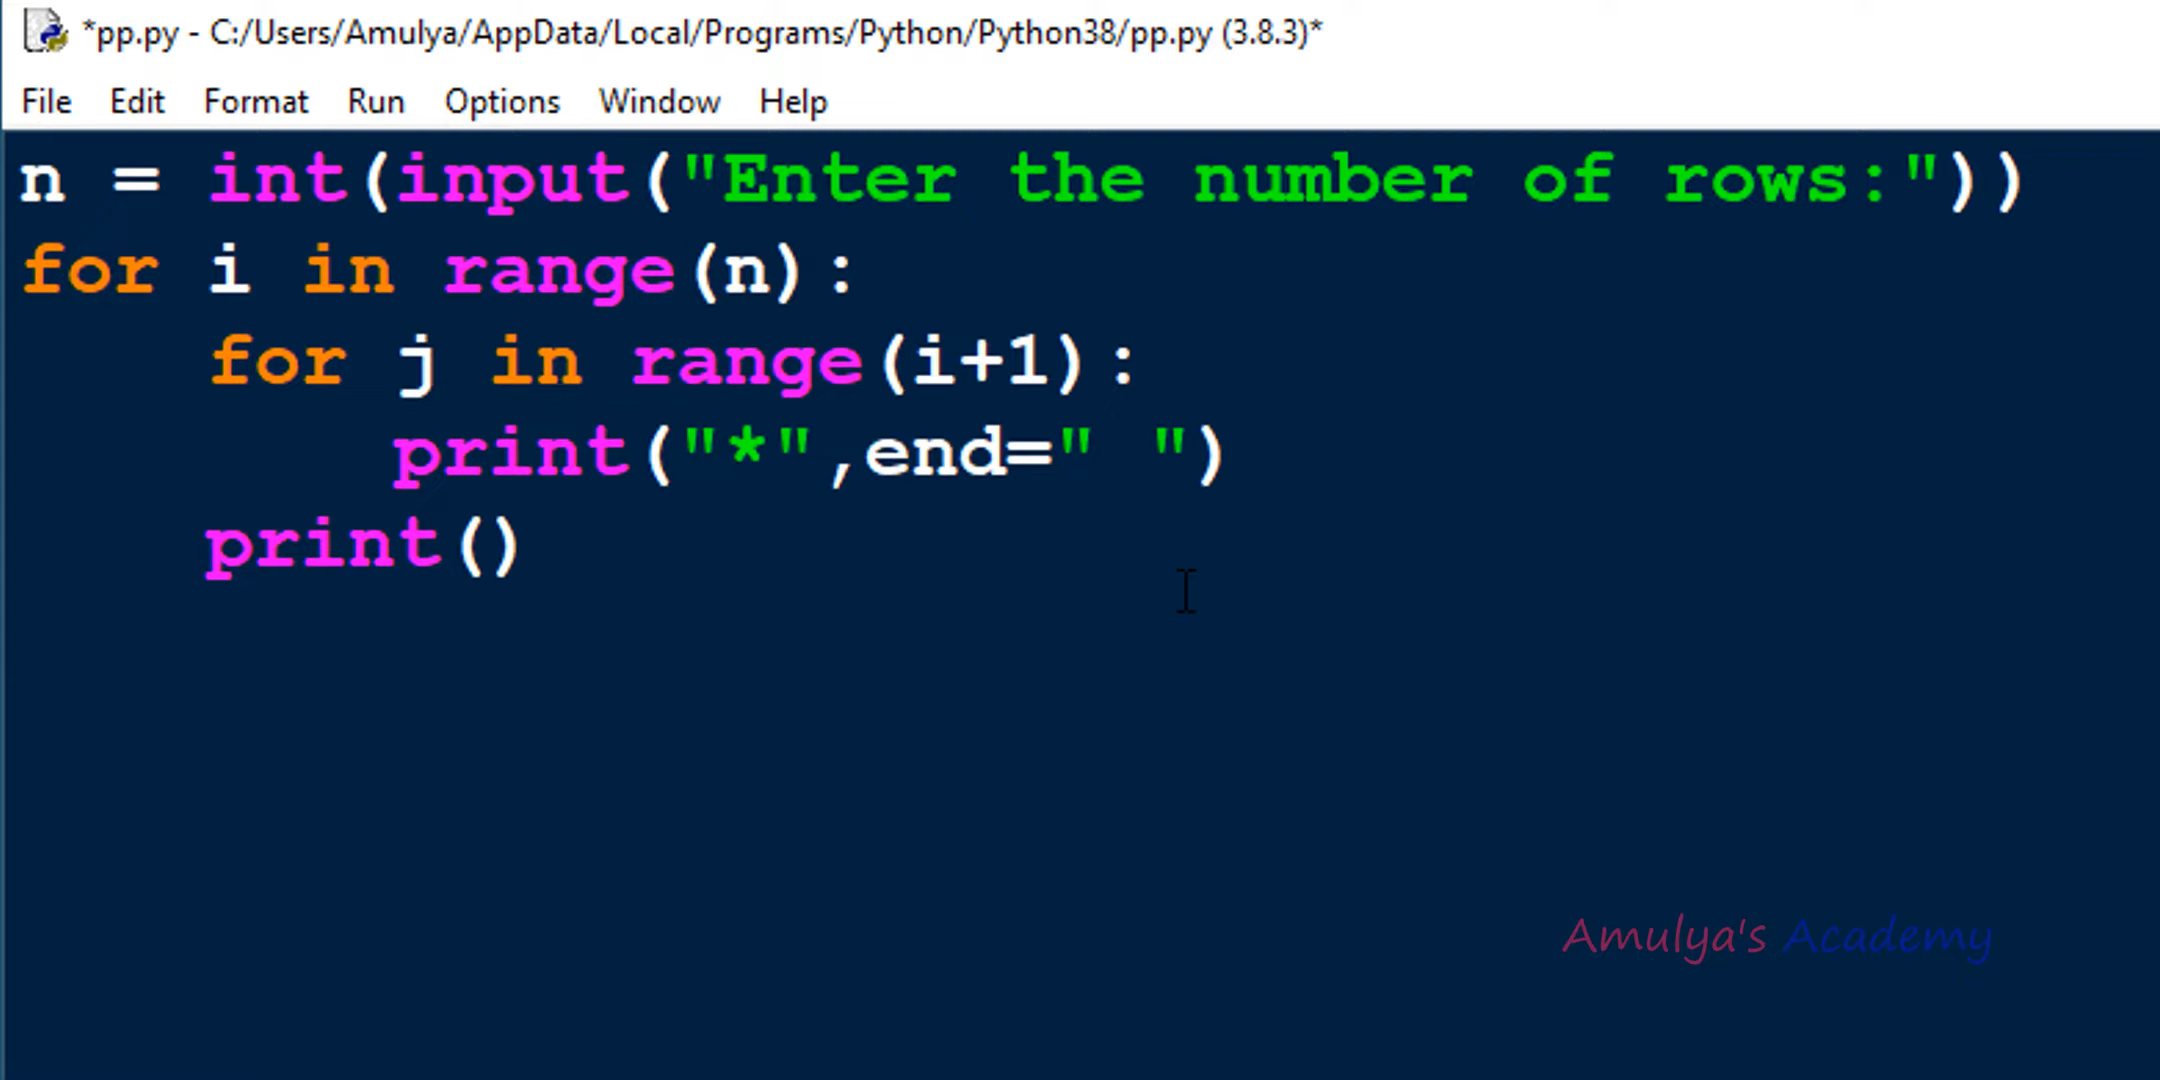 *pp.py - C:/Users/Amulya/AppData/Local/Programs/Python/Python38/pp.py (3.8.3)*
File Edit Format Run Options Window Help
n = int(input("Enter the number of rows:"))
for i in range(n):
    for j in range(i+1):
        print("*",end=" ")
    print()
Amulya's Academy